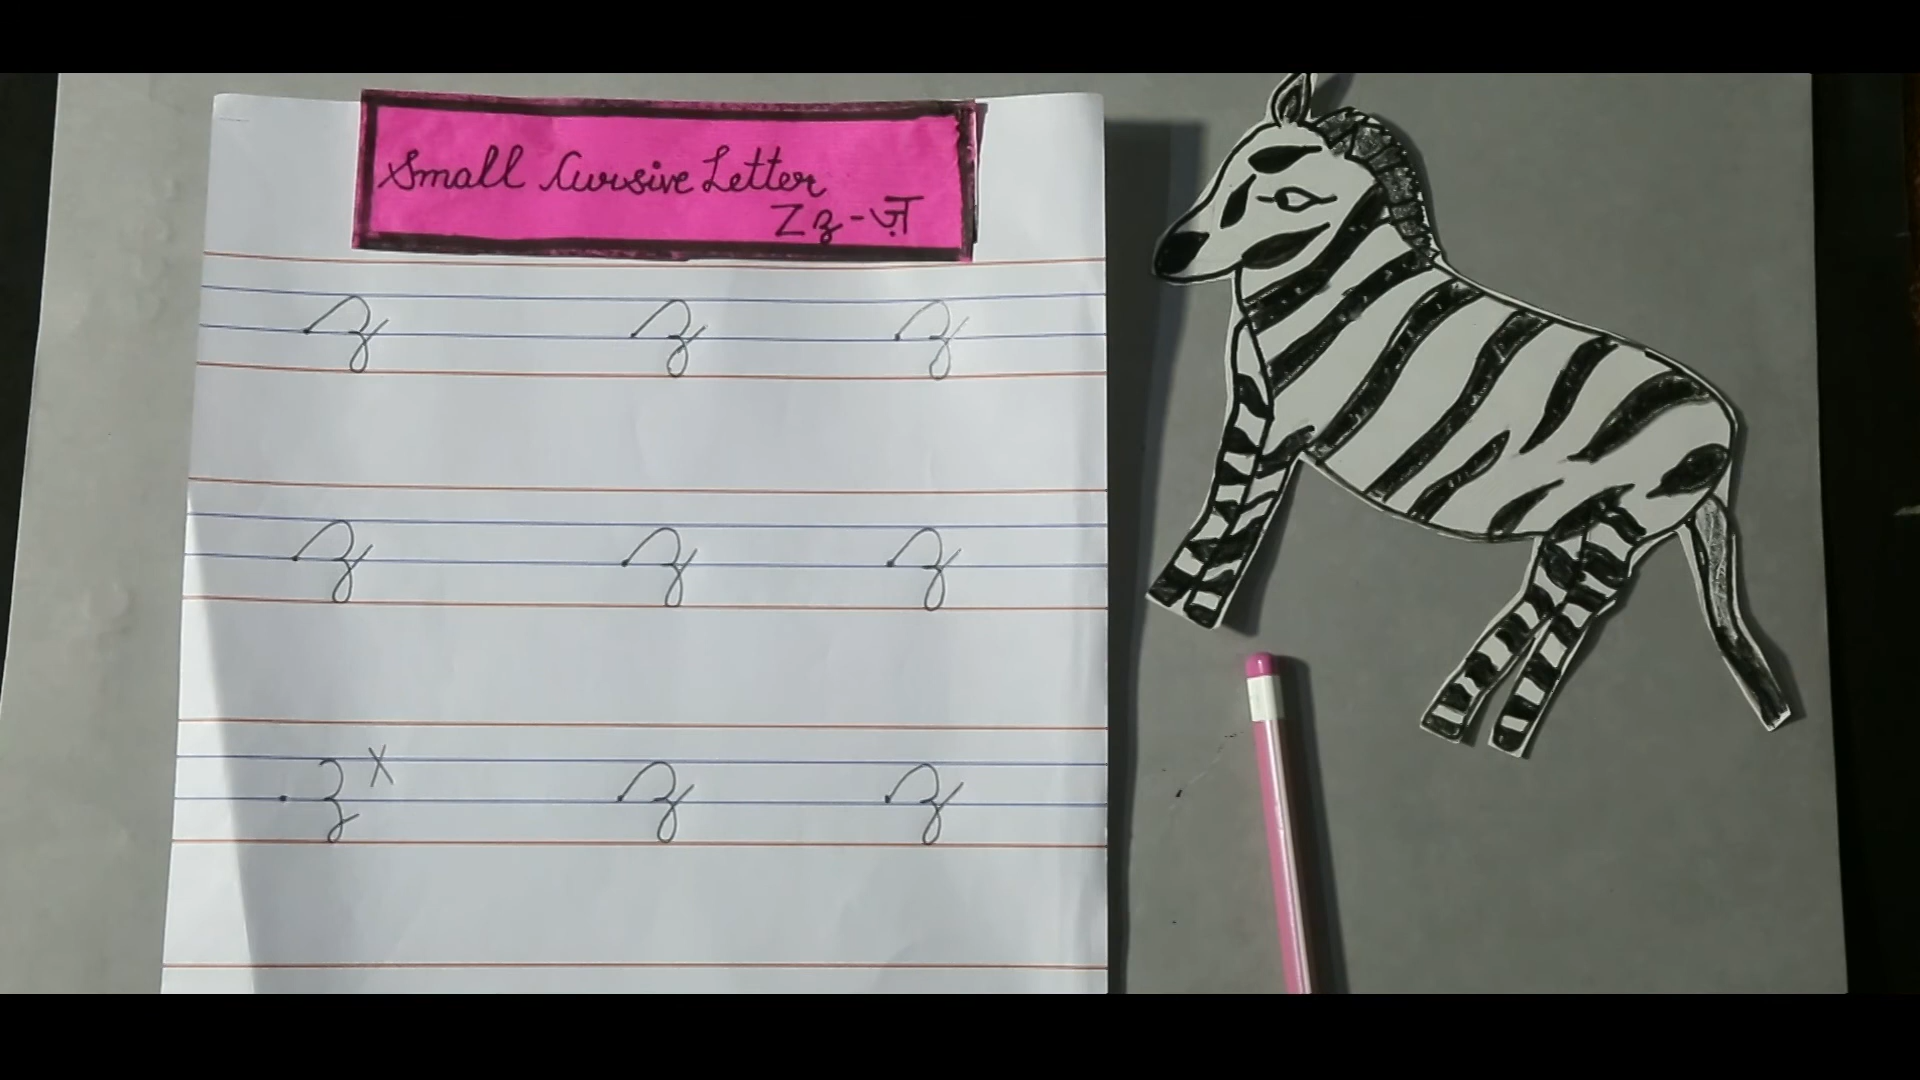 Small Cursive Letter
Zz-ज़
z z z
z z z
z x z z